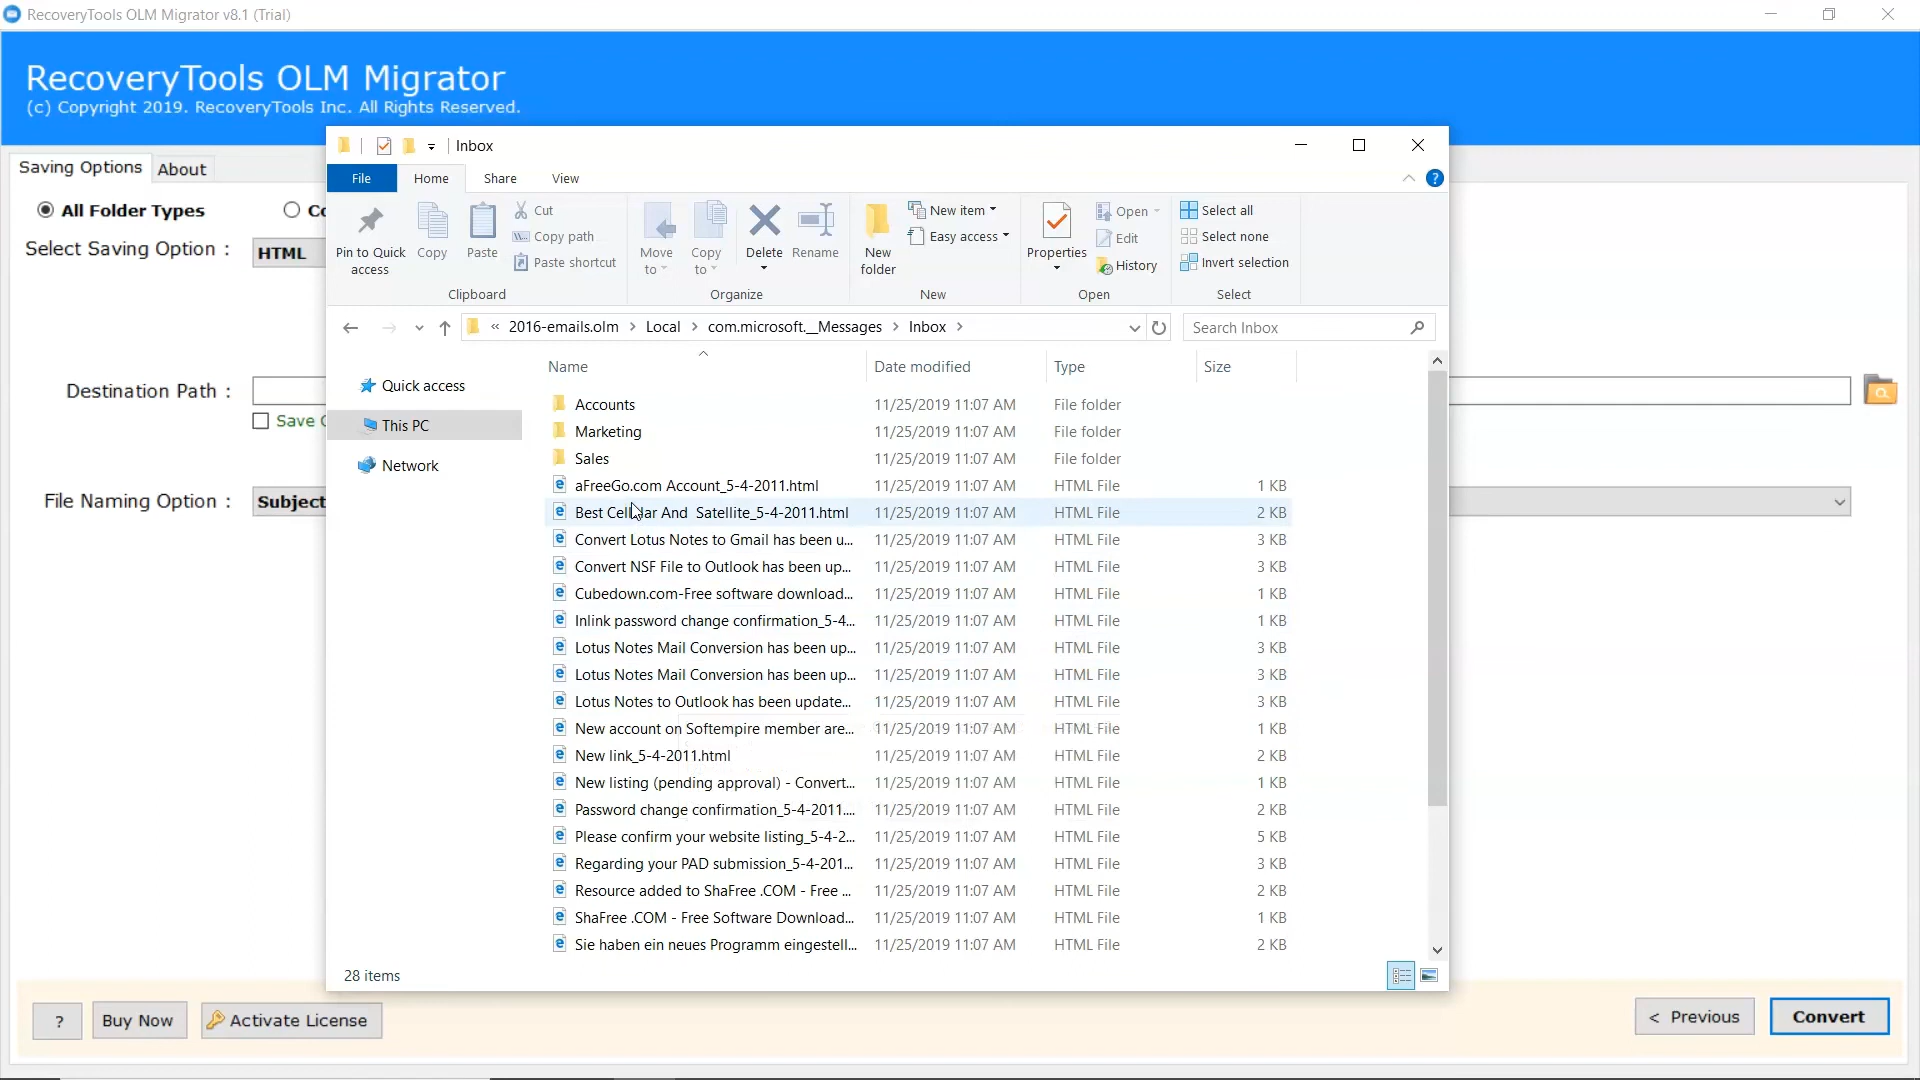 RecoveryTools OLM Migrator v8.1 (Trial)
RecoveryTools OLM Migrator
(c) Copyright 2019. RecoveryTools Inc. All Rights Reserved.
Saving Options
About
All Folder Types
Select Saving Option :
HTML
Destination Path :
Save
File Naming Option :
Subject
Inbox
File
Home
Share
View
?
Pin to Quick access
Copy
Paste
Cut
Copy path
Paste shortcut
Clipboard
Move to
Copy to
Delete
Rename
Organize
New folder
New item
Easy access
New
Properties
Open
Edit
History
Open
Select all
Select none
Invert selection
Select
« 2016-emails.olm > Local > com.microsoft.__Messages > Inbox >
Search Inbox
Quick access
This PC
Network
Name Date modified Type Size
Accounts 11/25/2019 11:07 AM File folder
Marketing 11/25/2019 11:07 AM File folder
Sales 11/25/2019 11:07 AM File folder
aFreeGo.com Account_5-4-2011.html 11/25/2019 11:07 AM HTML File 1 KB
Best Cellular And Satellite_5-4-2011.html 11/25/2019 11:07 AM HTML File 2 KB
Convert Lotus Notes to Gmail has been u... 11/25/2019 11:07 AM HTML File 3 KB
Convert NSF File to Outlook has been up... 11/25/2019 11:07 AM HTML File 3 KB
Cubedown.com-Free software download... 11/25/2019 11:07 AM HTML File 1 KB
Inlink password change confirmation_5-4... 11/25/2019 11:07 AM HTML File 1 KB
Lotus Notes Mail Conversion has been up... 11/25/2019 11:07 AM HTML File 3 KB
Lotus Notes Mail Conversion has been up... 11/25/2019 11:07 AM HTML File 3 KB
Lotus Notes to Outlook has been update... 11/25/2019 11:07 AM HTML File 3 KB
New account on Softempire member are... 11/25/2019 11:07 AM HTML File 1 KB
New link_5-4-2011.html 11/25/2019 11:07 AM HTML File 2 KB
New listing (pending approval) - Convert... 11/25/2019 11:07 AM HTML File 1 KB
Password change confirmation_5-4-2011.... 11/25/2019 11:07 AM HTML File 2 KB
Please confirm your website listing_5-4-2... 11/25/2019 11:07 AM HTML File 5 KB
Regarding your PAD submission_5-4-201... 11/25/2019 11:07 AM HTML File 3 KB
Resource added to ShaFree .COM - Free ... 11/25/2019 11:07 AM HTML File 2 KB
ShaFree .COM - Free Software Download... 11/25/2019 11:07 AM HTML File 1 KB
Sie haben ein neues Programm eingestell... 11/25/2019 11:07 AM HTML File 2 KB
28 items
?
Buy Now
Activate License
< Previous
Convert